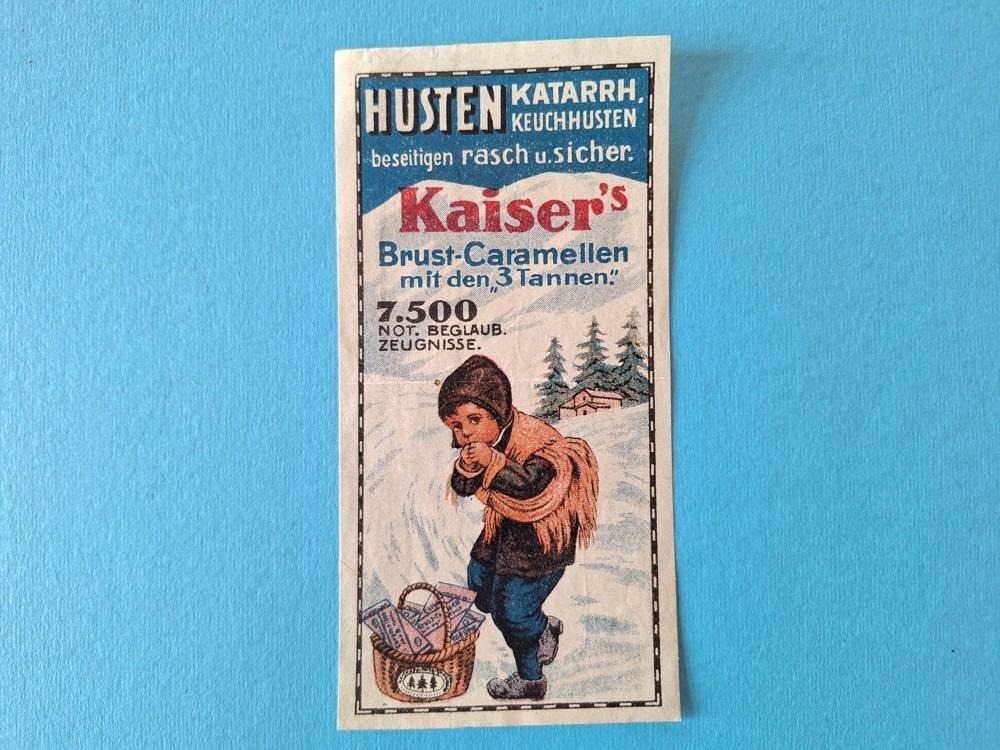 HUSTEN KATARRH,
KEUCHHUSTEN
beseitigen rasch u. sicher.
Kaiser's
Brust-Caramellen
mit den „3 Tannen."
7.500
NOT. BEGLAUB.
ZEUGNISSE.